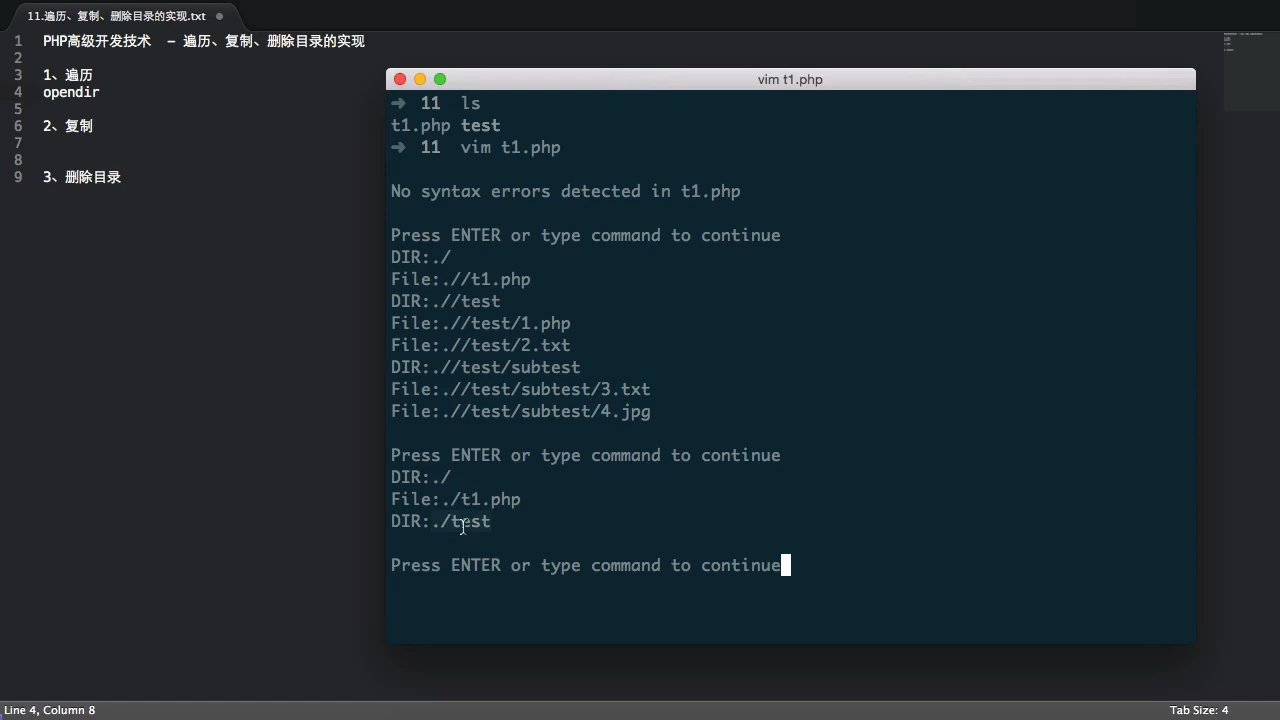 11.遍历、复制、删除目录的实现.txt
1 PHP高级开发技术 - 遍历、复制、删除目录的实现
2
3 1、遍历
4 opendir
5
6 2、复制
7
8
9 3、删除目录
vim t1.php
➜ 11 ls
t1.php test
➜ 11 vim t1.php
No syntax errors detected in t1.php
Press ENTER or type command to continue
DIR:./
File:.//t1.php
DIR:.//test
File:.//test/1.php
File:.//test/2.txt
DIR:.//test/subtest
File:.//test/subtest/3.txt
File:.//test/subtest/4.jpg
Press ENTER or type command to continue
DIR:./
File:./t1.php
DIR:./test
Press ENTER or type command to continue
Line 4, Column 8
Tab Size: 4